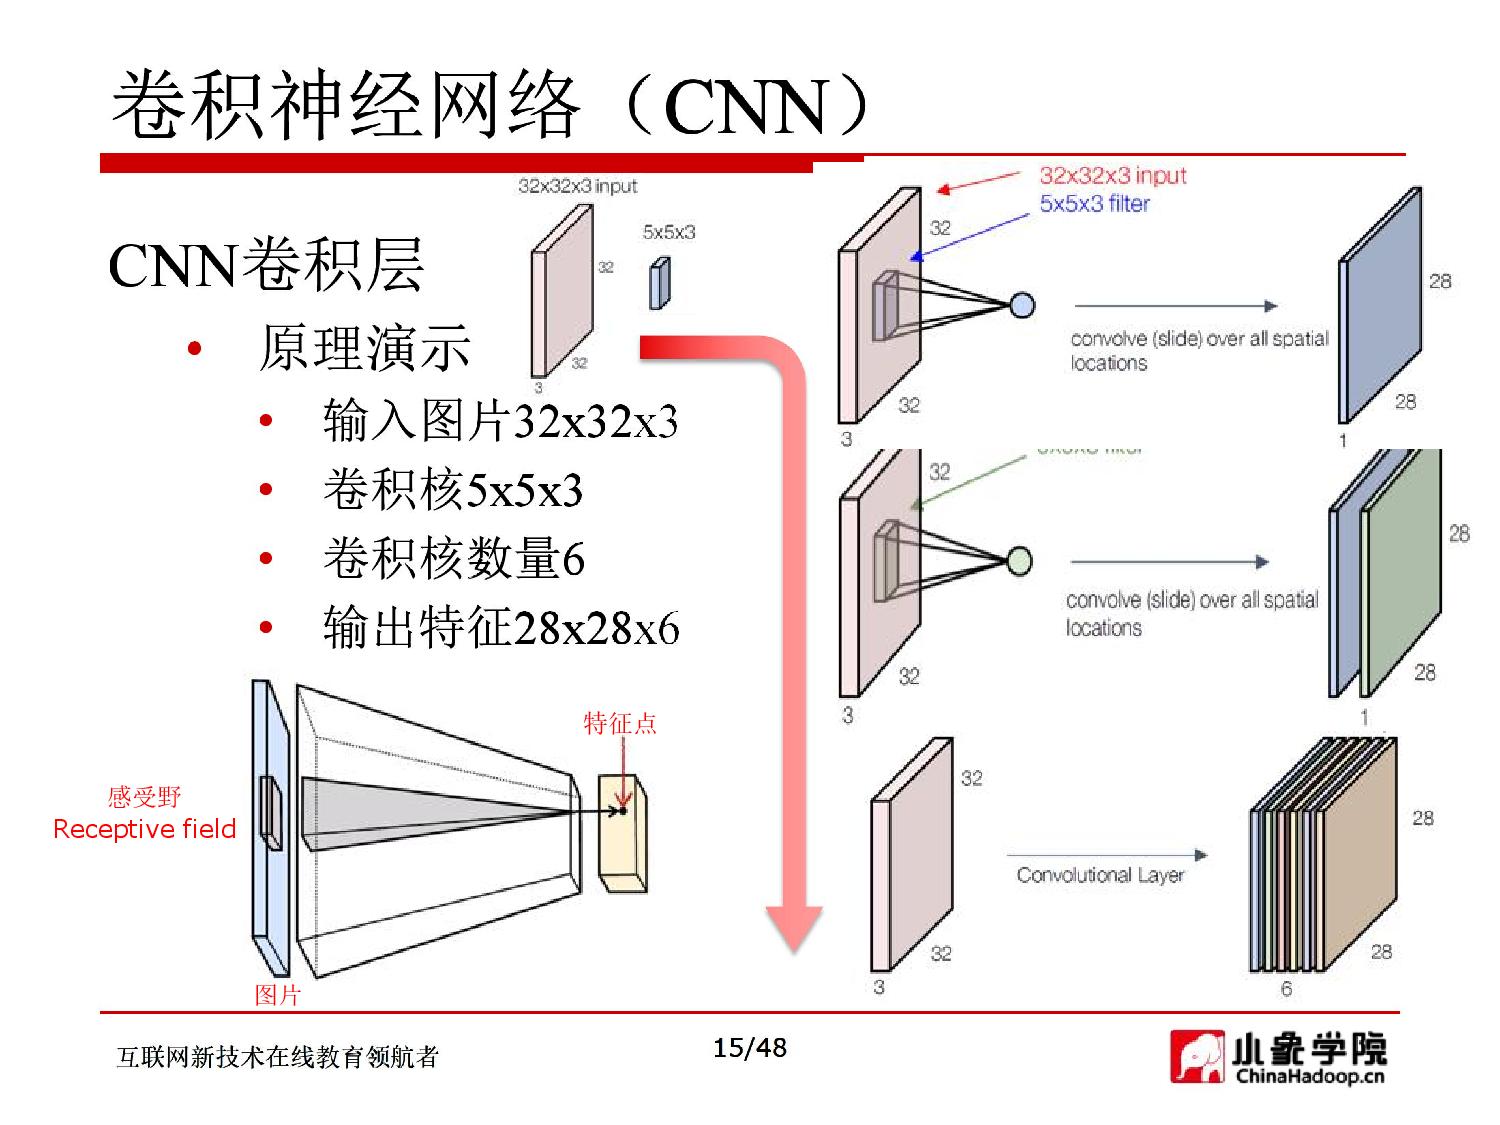 卷积神经网络（CNN）
CNN卷积层
• 原理演示
• 输入图片32x32x3
• 卷积核5x5x3
• 卷积核数量6
• 输出特征28x28x6
32x32x3 input
5x5x3
32
32
3
32x32x3 input
5x5x3 filter
32
32
3
convolve (slide) over all spatial
locations
28
28
1
32
32
3
convolve (slide) over all spatial
locations
28
28
1
32
32
3
Convolutional Layer
28
28
6
特征点
感受野
Receptive field
图片
互联网新技术在线教育领航者
15/48
小象学院
ChinaHadoop.cn